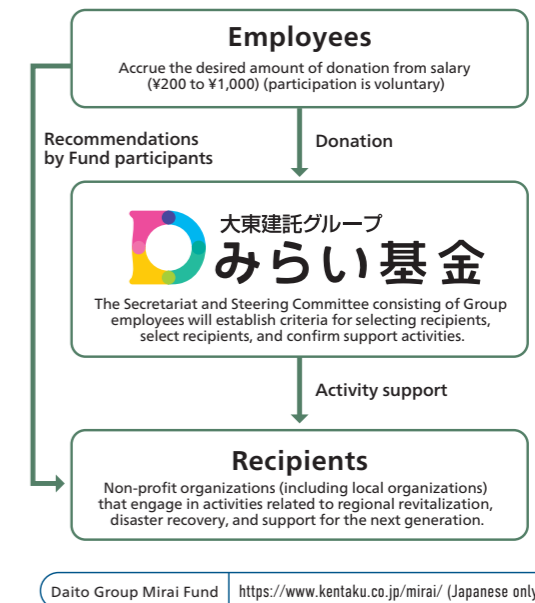 Employees
Accrue the desired amount of donation from salary
(¥200 to ¥1,000) (participation is voluntary)
Recommendations
by Fund participants
Donation
大東建託グループ
みらい基金
The Secretariat and Steering Committee consisting of Group
employees will establish criteria for selecting recipients,
select recipients, and confirm support activities.
Activity support
Recipients
Non-profit organizations (including local organizations)
that engage in activities related to regional revitalization,
disaster recovery, and support for the next generation.
Daito Group Mirai Fund
https://www.kentaku.co.jp/mirai/ (Japanese only